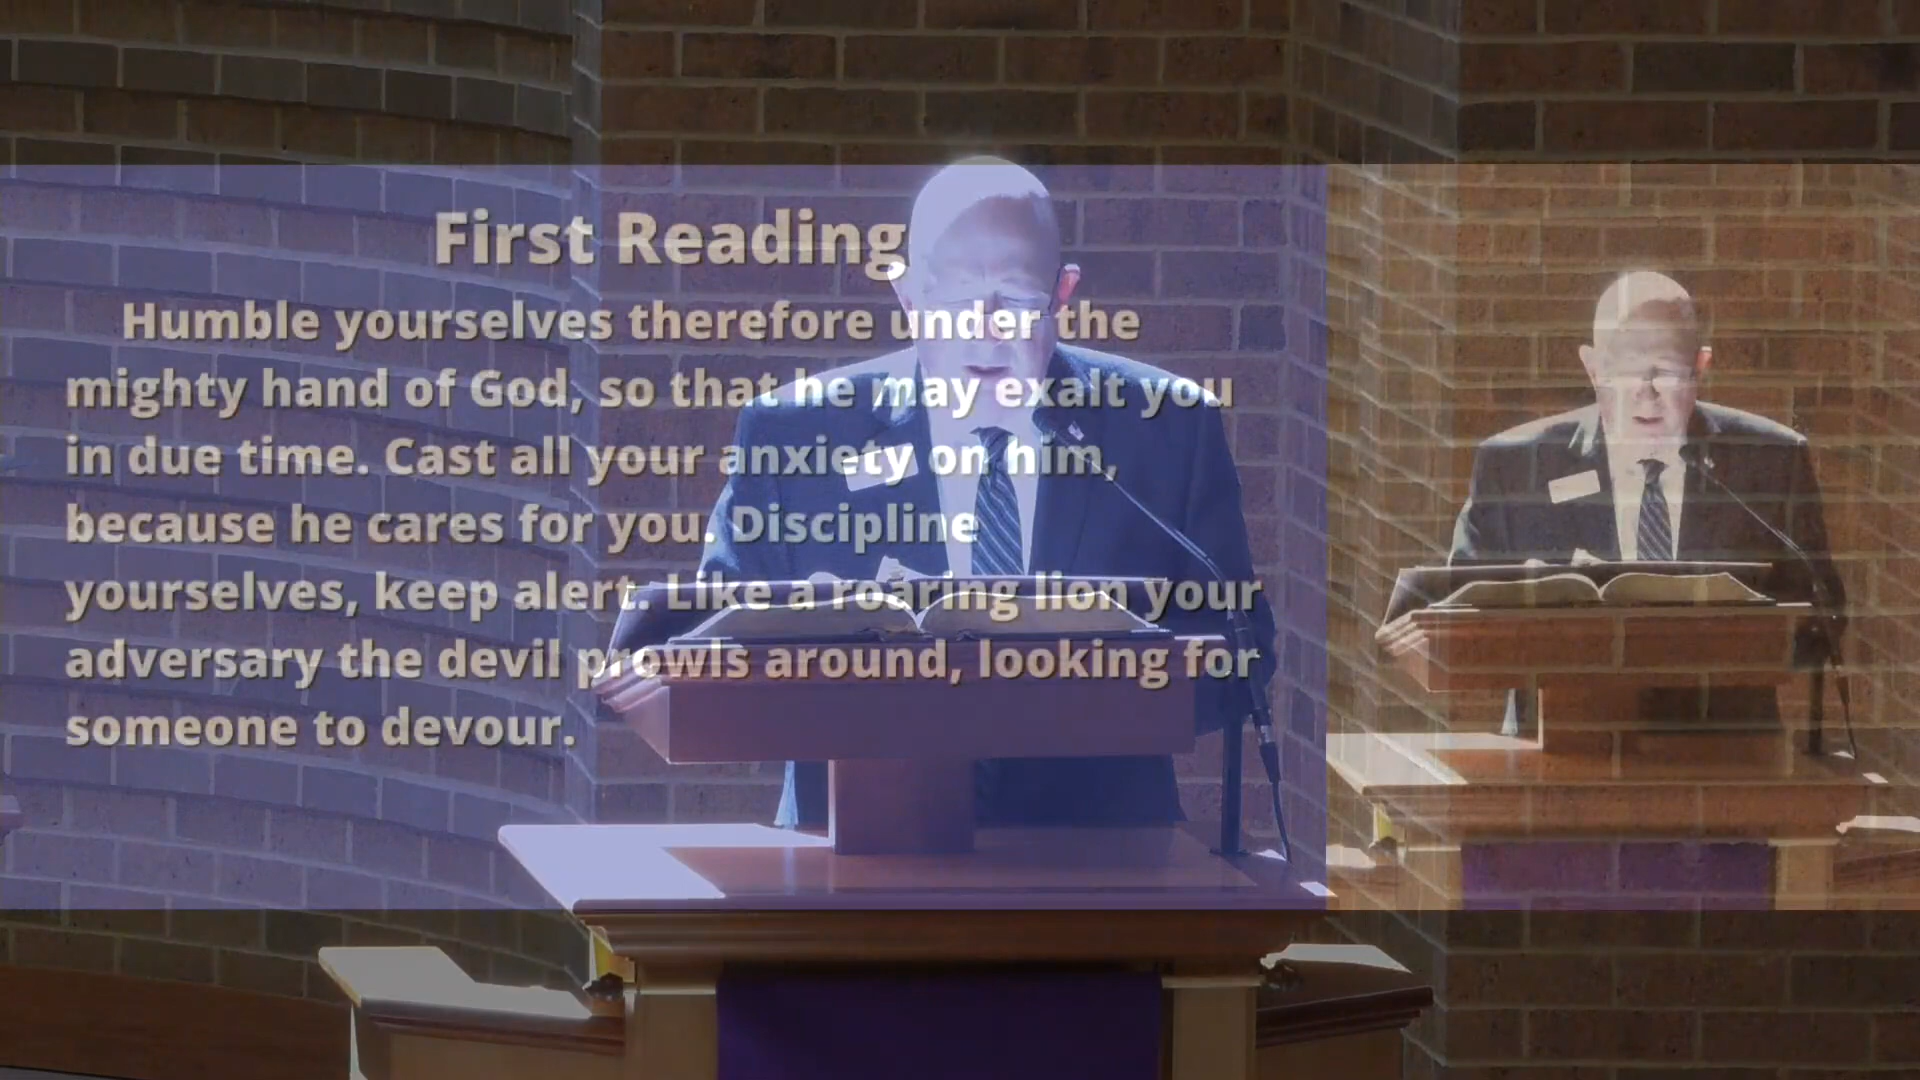 First Reading
Humble yourselves therefore under the
mighty hand of God, so that he may exalt you
in due time. Cast all your anxiety on him,
because he cares for you. Discipline
yourselves, keep alert. Like a roaring lion your
adversary the devil prowls around, looking for
someone to devour.